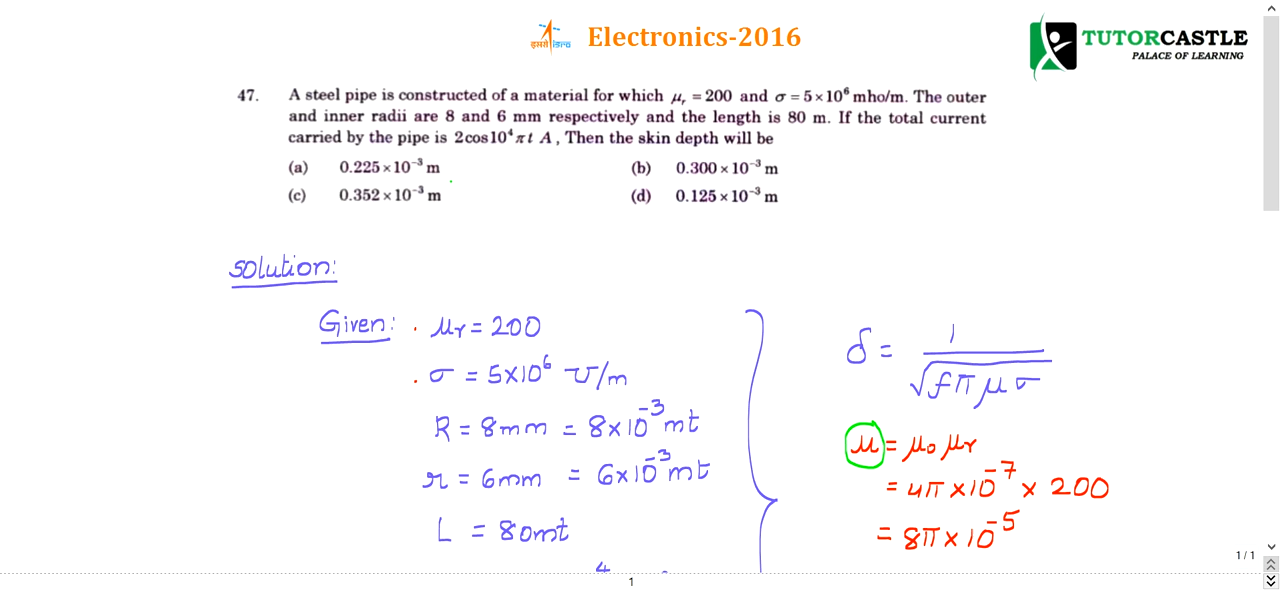 इसरो isro Electronics-2016
TUTORCASTLE
PALACE OF LEARNING
47. A steel pipe is constructed of a material for which μᵣ = 200 and σ = 5×10⁶ mho/m. The outer
and inner radii are 8 and 6 mm respectively and the length is 80 m. If the total current
carried by the pipe is 2cos10⁴πt A, Then the skin depth will be
(a) 0.225×10⁻³ m (b) 0.300×10⁻³ m
(c) 0.352×10⁻³ m (d) 0.125×10⁻³ m
Solution:
Given: . μr = 200
. σ = 5×10⁶ ℧/m
R = 8mm = 8×10⁻³ mt
r = 6mm = 6×10⁻³ mt
L = 80mt
4
δ = 1/√(fπμσ)
μ = μ₀μr
= 4π×10⁻⁷ × 200
= 8π×10⁻⁵
1/1
1